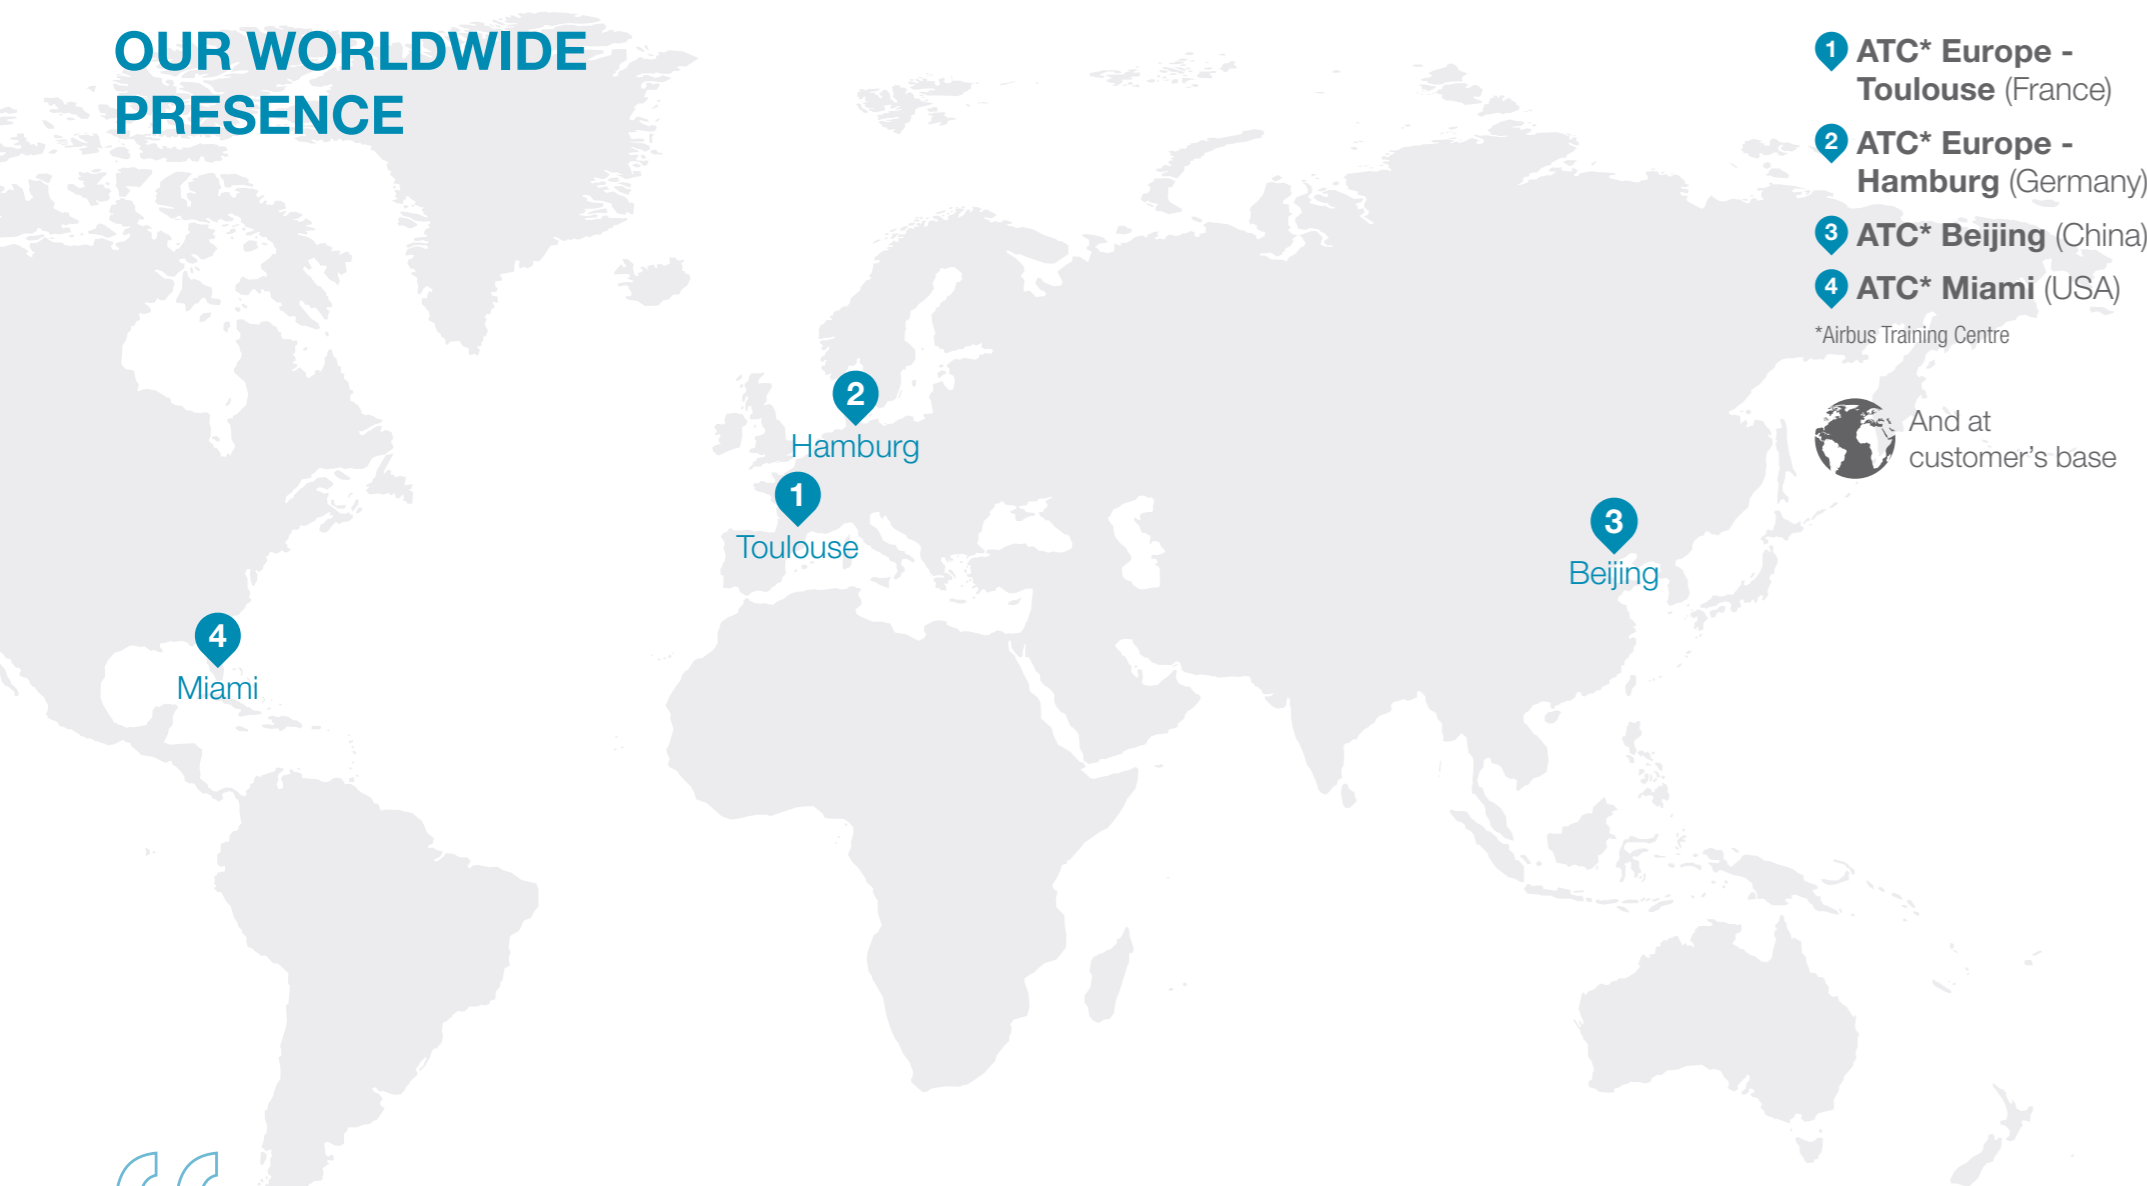 OUR WORLDWIDE
PRESENCE
1 ATC* Europe -
Toulouse (France)
2 ATC* Europe -
Hamburg (Germany)
3 ATC* Beijing (China)
4 ATC* Miami (USA)
*Airbus Training Centre
And at
customer's base
2
Hamburg
1
Toulouse
3
Beijing
4
Miami